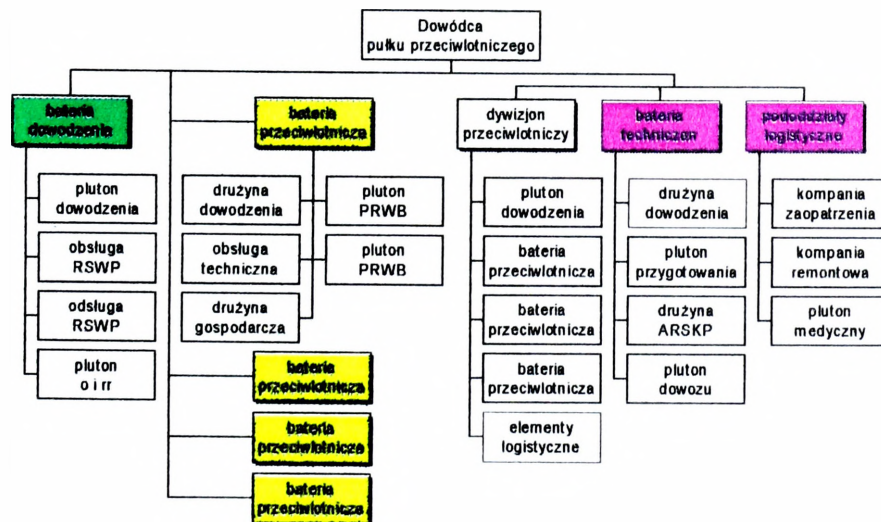 Dowódca
pułku przeciwlotniczego
bateria
dowodzenia
bateria
przeciwlotnicza
dywizjon
przeciwlotniczy
bateria
techniczan
pododdziały
logistyczne
pluton
dowodzenia
obsługa
RSWP
odsługa
RSWP
pluton
o i rr
drużyna
dowodzenia
pluton
PRWB
obsługa
techniczna
pluton
PRWB
drużyna
gospodarcza
bateria
przeciwlotnicza
bateria
przeciwlotnicza
bateria
przeciwlotnicza
pluton
dowodzenia
bateria
przeciwlotnicza
bateria
przeciwlotnicza
bateria
przeciwlotnicza
elementy
logistyczne
drużyna
dowodzenia
pluton
przygotowania
drużyna
ARSKP
pluton
dowozu
kompania
zaopatrzenia
kompania
remontowa
pluton
medyczny